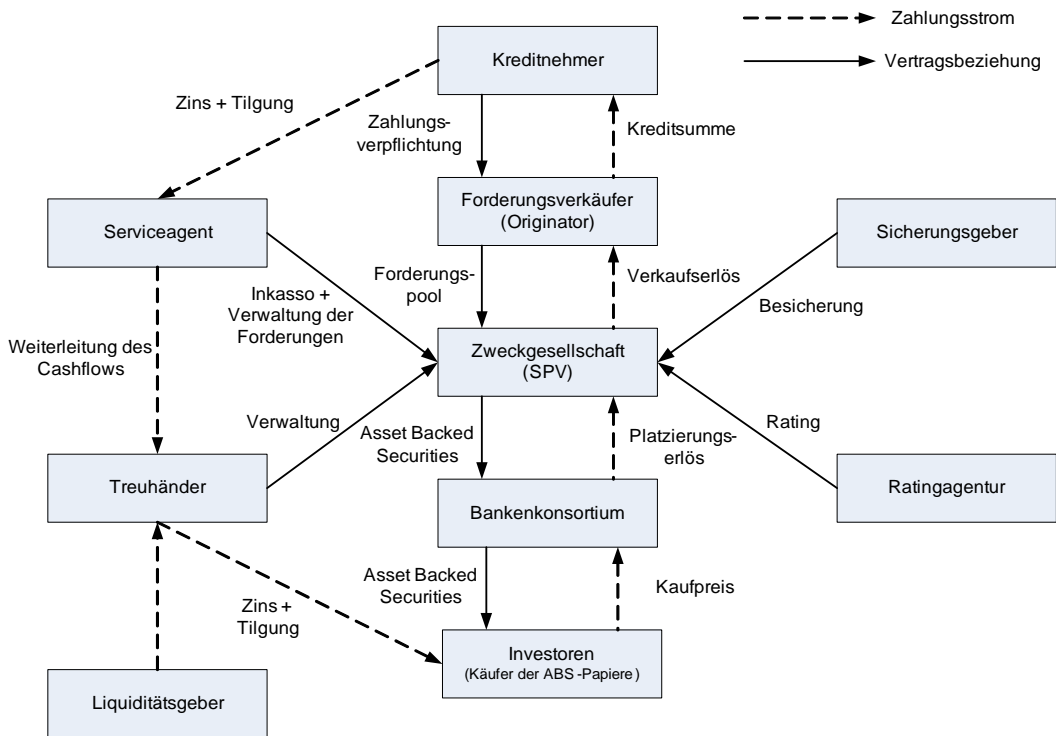 Zahlungsstrom
Vertragsbeziehung
Kreditnehmer
Zins + Tilgung
Zahlungs-
verpflichtung
Kreditsumme
Serviceagent
Forderungsverkäufer
(Originator)
Sicherungsgeber
Inkasso +
Verwaltung der
Forderungen
Forderungs-
pool
Verkaufserlös
Besicherung
Weiterleitung des
Cashflows
Zweckgesellschaft
(SPV)
Verwaltung
Asset Backed
Securities
Platzierungs-
erlös
Rating
Treuhänder
Bankenkonsortium
Ratingagentur
Zins +
Tilgung
Asset Backed
Securities
Kaufpreis
Investoren
(Käufer der ABS -Papiere)
Liquiditätsgeber